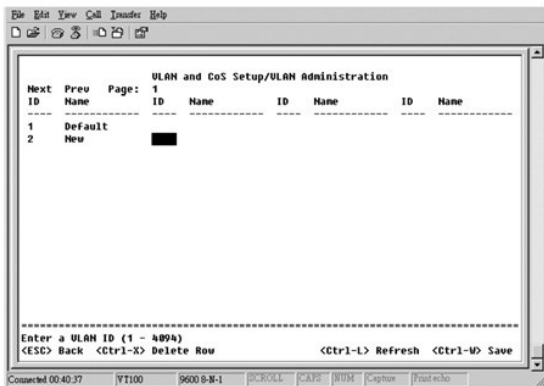 File Edit View Call Transfer Help
VLAN and CoS Setup/VLAN Administration
Next Prev Page: 1
ID Name ID Name ID Name ID Name
---- ------------- ---- ------------- ---- ------------- ---- -------------
1 Default
2 New
Enter a VLAN ID (1 - 4094)
<ESC> Back <Ctrl-X> Delete Row <Ctrl-L> Refresh <Ctrl-W> Save
Connected 00:40:37 VT100 9600 8-N-1 SCROLL CAPS NUM Capture Print echo